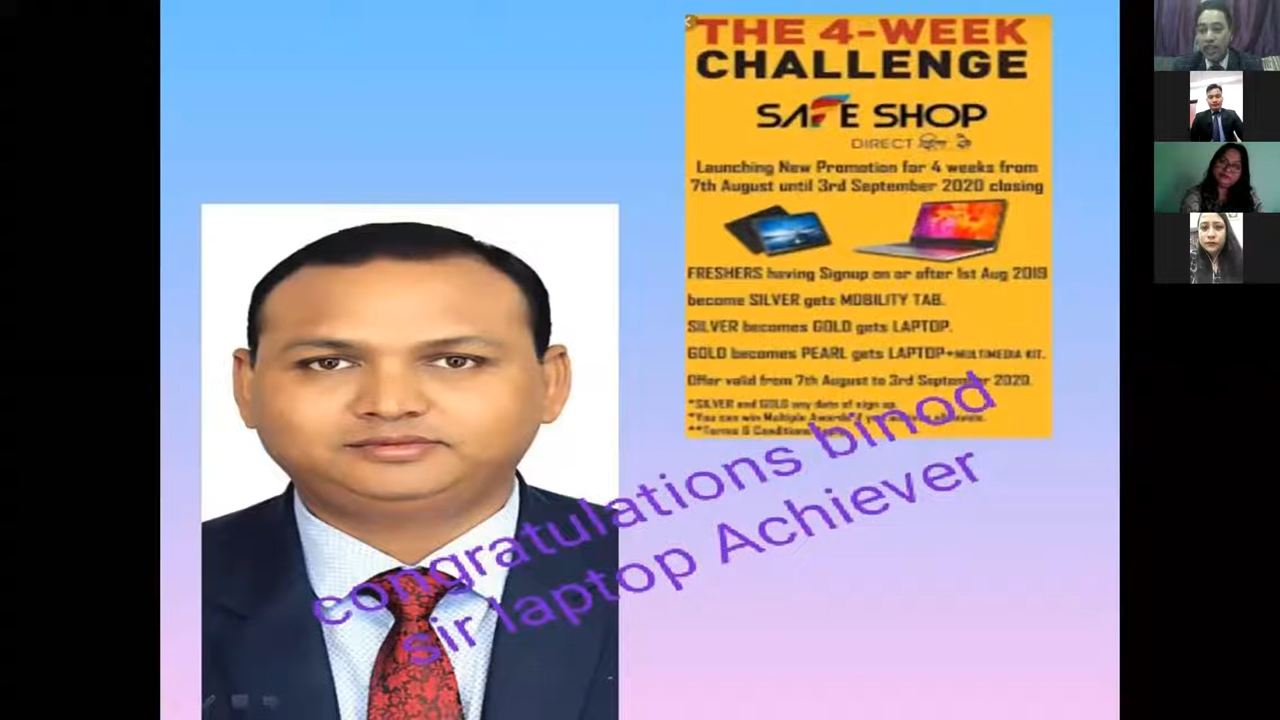 THE 4-WEEK
CHALLENGE
SAFE SHOP
DIRECT दिल से
Launching New Promotion for 4 weeks from
7th August until 3rd September 2020 closing
FRESHERS having Signup on or after 1st Aug 2019
become SILVER gets MOBILITY TAB.
SILVER becomes GOLD gets LAPTOP.
GOLD becomes PEARL gets LAPTOP+MULTIMEDIA KIT.
Offer valid from 7th August to 3rd September 2020.
*SILVER and GOLD any date of sign up.
*You can win Multiple Awards
**Terms & Conditions
congratulations binod
sir laptop Achiever